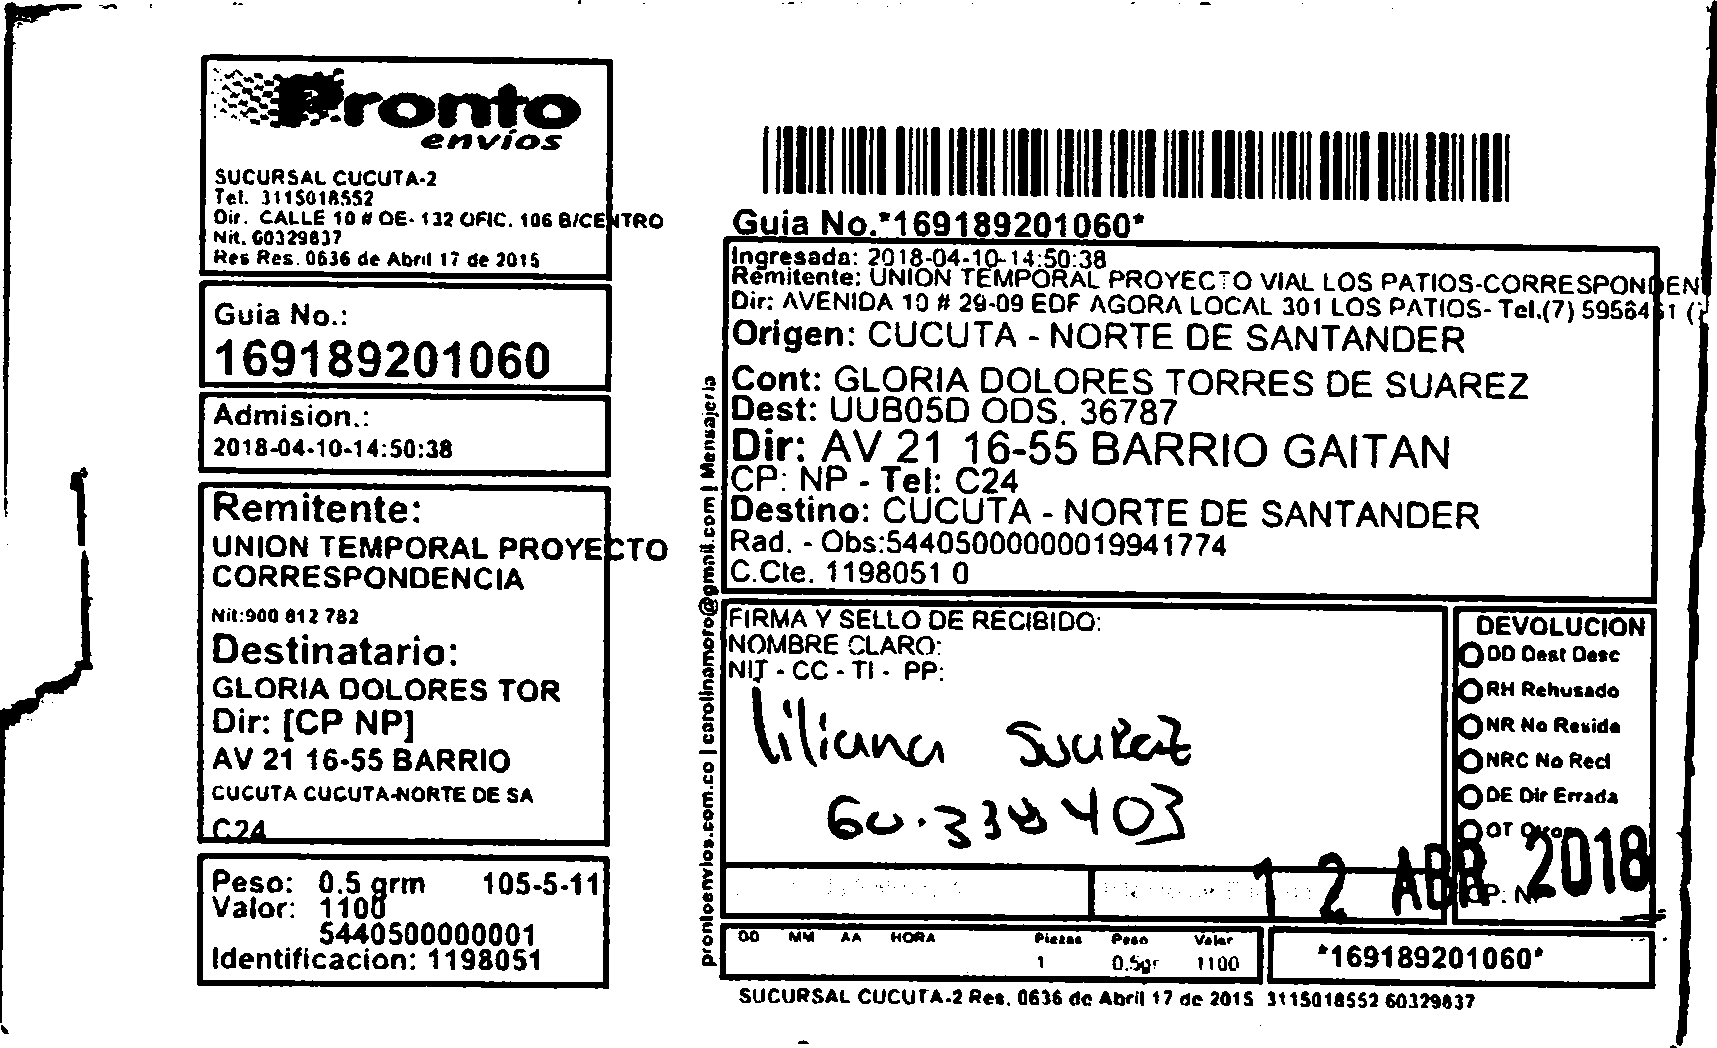 Pronto
envíos
SUCURSAL CUCUTA-2
Tel. 3115018552
Dir. CALLE 10 # OE- 132 OFIC. 106 B/CENTRO
Nit. 60329837
Res Res. 0636 de Abril 17 de 2015
Guia No.:
169189201060
Admision.:
2018-04-10-14:50:38
Remitente:
UNION TEMPORAL PROYECTO
CORRESPONDENCIA
Nit:900 812 782
Destinatario:
GLORIA DOLORES TOR
Dir: [CP NP]
AV 21 16-55 BARRIO
CUCUTA CUCUTA-NORTE DE SA
C24
Peso: 0.5 grm 105-5-11
Valor: 1100
5440500000001
Identificacion: 1198051
prontoenvios.com.co | carolinamoro@gmail.com | Mensajeria
Guia No.*169189201060*
Ingresada: 2018-04-10-14:50:38
Remitente: UNION TEMPORAL PROYECTO VIAL LOS PATIOS-CORRESPONDEN
Dir: AVENIDA 10 # 29-09 EDF AGORA LOCAL 301 LOS PATIOS- Tel.(7) 5956461 (
Origen: CUCUTA - NORTE DE SANTANDER
Cont: GLORIA DOLORES TORRES DE SUAREZ
Dest: UUB05D ODS. 36787
Dir: AV 21 16-55 BARRIO GAITAN
CP: NP - Tel: C24
Destino: CUCUTA - NORTE DE SANTANDER
Rad. - Obs:54405000000019941774
C.Cte. 1198051 0
FIRMA Y SELLO DE RECIBIDO:
NOMBRE CLARO:
NIT - CC - TI - PP:
liliana Suarez
60.338403
DEVOLUCION
DD Dest Desc
RH Rehusado
NR No Reside
NRC No Recl
DE Dir Errada
OT Otros
12 ABR 2018
DD MM AA HORA Piezas Peso Valor
1 0.5gr 1100
*169189201060*
SUCURSAL CUCUTA-2 Res. 0636 de Abril 17 de 2015 3115018552 60329837